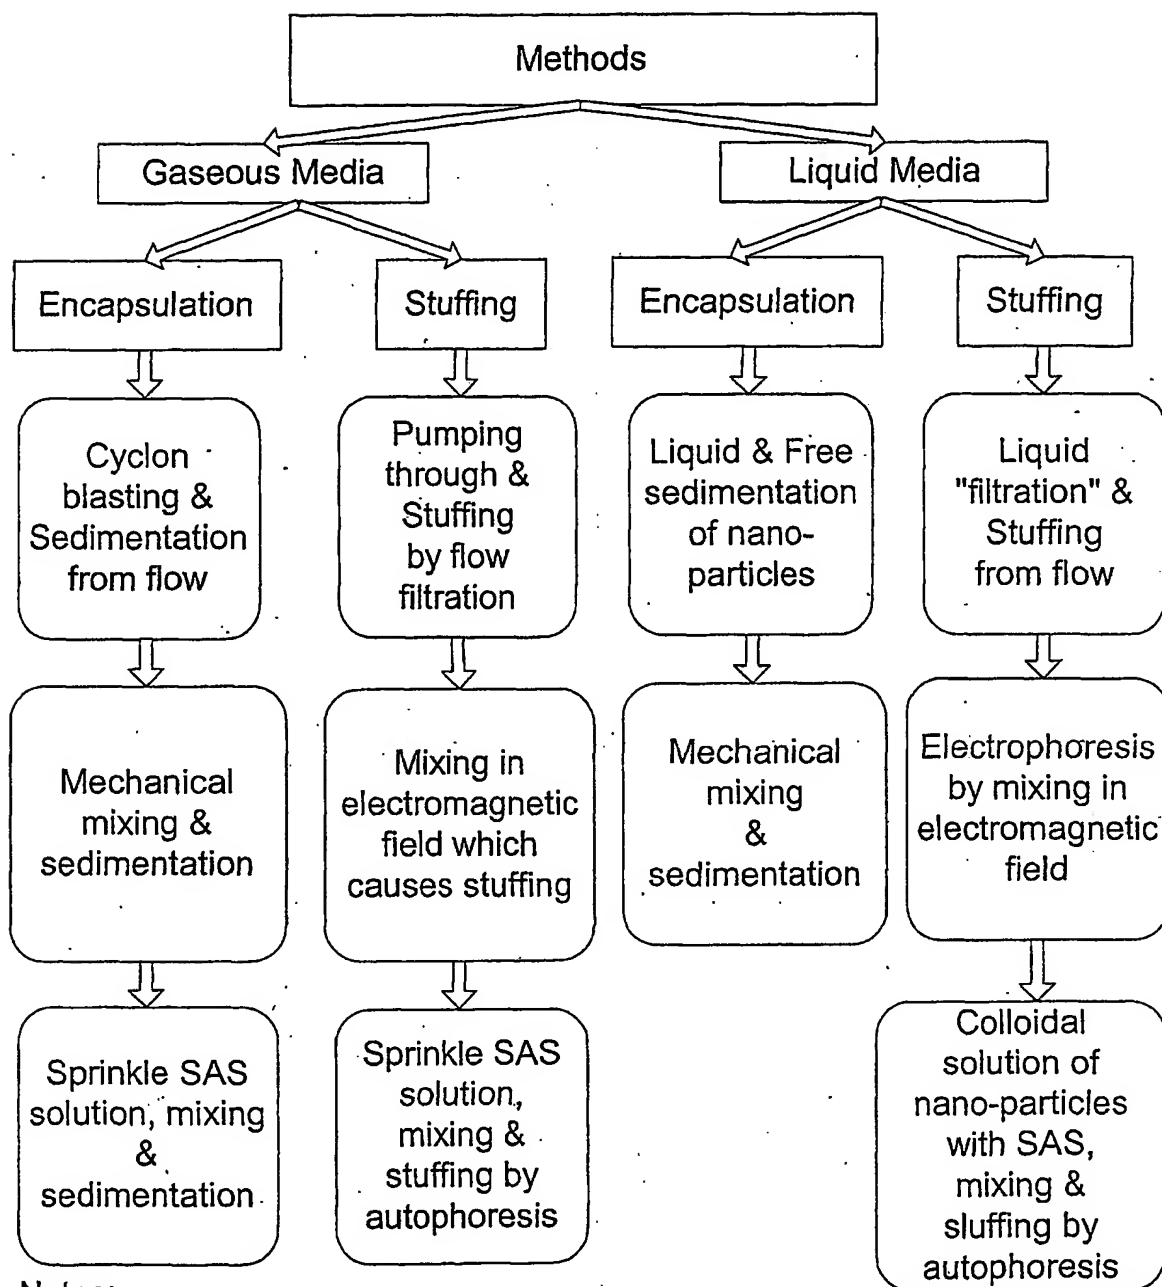 Methods
Gaseous Media
Liquid Media
Encapsulation
Stuffing
Encapsulation
Stuffing
Cyclon
blasting &
Sedimentation
from flow
Pumping
through &
Stuffing
by flow
filtration
Liquid & Free
sedimentation
of nano-
particles
Liquid
"filtration" &
Stuffing
from flow
Mechanical
mixing &
sedimentation
Mixing in
electromagnetic
field which
causes stuffing
Mechanical
mixing
&
sedimentation
Electrophoresis
by mixing in
electromagnetic
field
Sprinkle SAS
solution, mixing
&
sedimentation
Sprinkle SAS
solution,
mixing &
stuffing by
autophoresis
Colloidal
solution of
nano-particles
with SAS,
mixing &
sluffing by
autophoresis